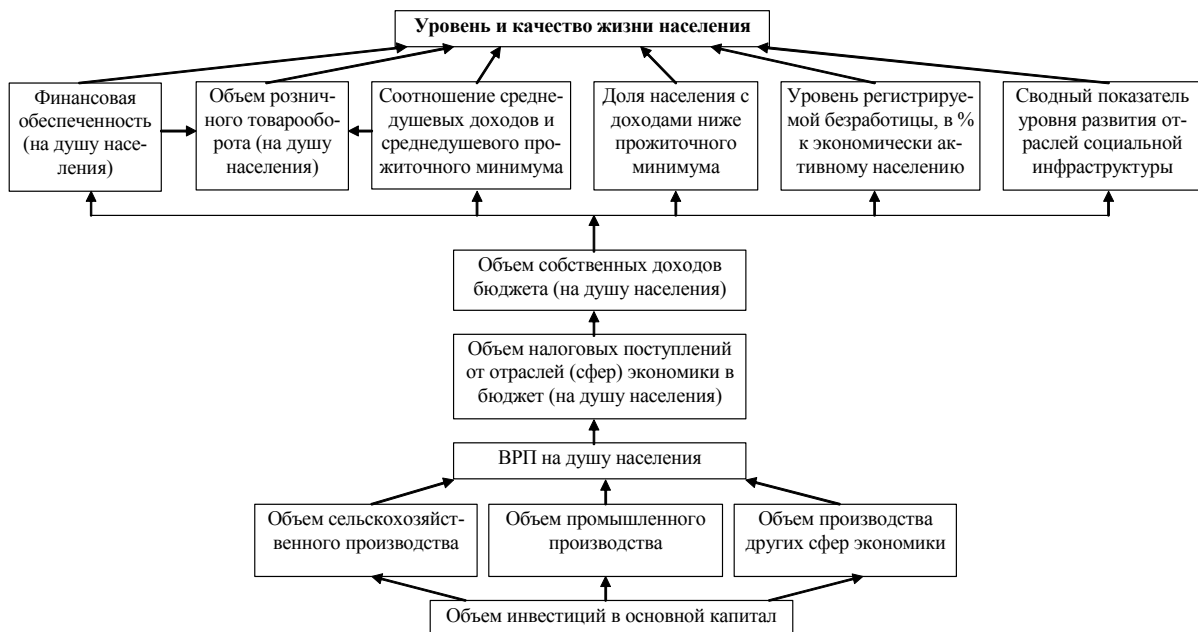 Уровень и качество жизни населения
Финансовая
обеспеченность
(на душу насе-
ления)
Объем рознич-
ного товарообо-
рота (на душу
населения)
Соотношение средне-
душевых доходов и
среднедушевого про-
житочного минимума
Доля населения с
доходами ниже
прожиточного
минимума
Уровень регистрируе-
мой безработицы, в %
к экономически ак-
тивному населению
Сводный показатель
уровня развития от-
раслей социальной
инфраструктуры
Объем собственных доходов
бюджета (на душу населения)
Объем налоговых поступлений
от отраслей (сфер) экономики в
бюджет (на душу населения)
ВРП на душу населения
Объем сельскохозяйст-
венного производства
Объем промышленного
производства
Объем производства
других сфер экономики
Объем инвестиций в основной капитал